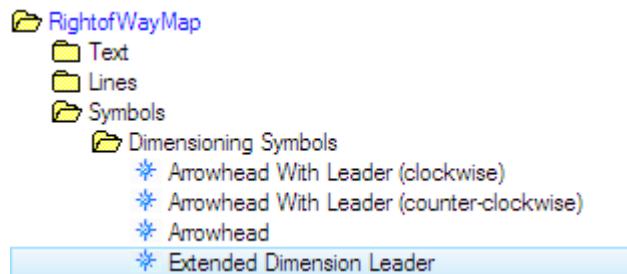 RightofWayMap
Text
Lines
Symbols
Dimensioning Symbols
Arrowhead With Leader (clockwise)
Arrowhead With Leader (counter-clockwise)
Arrowhead
Extended Dimension Leader